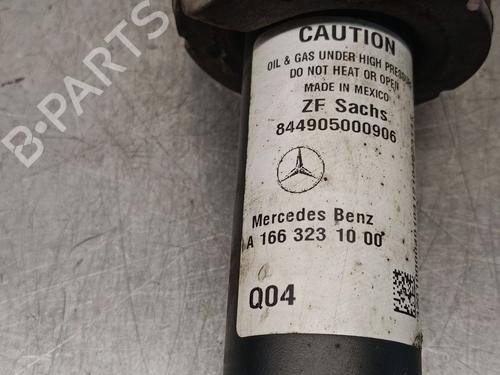 CAUTION
OIL & GAS UNDER HIGH PRESSURE
DO NOT HEAT OR OPEN
MADE IN MEXICO
ZF Sachs
844905000906
Mercedes Benz
A 166 323 10 00
Q04
B-PARTS